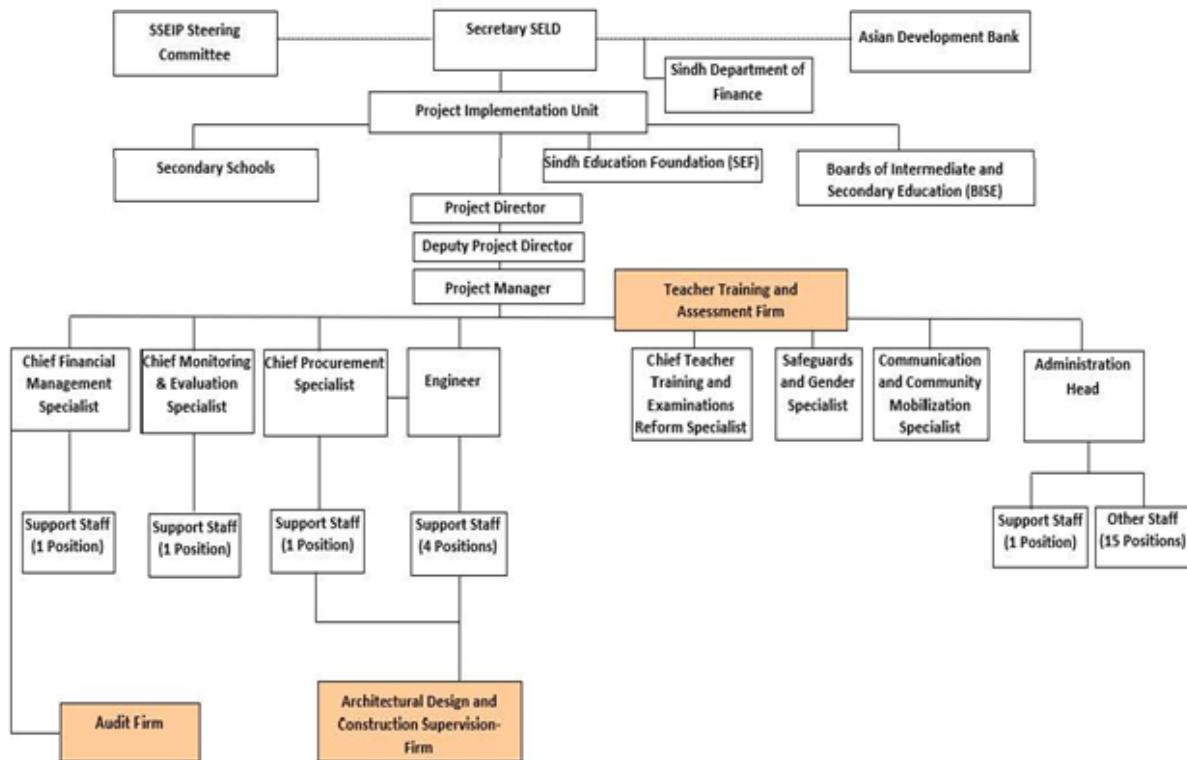 SSEIP Steering
Committee
Secretary SELD
Asian Development Bank
Sindh Department of
Finance
Project Implementation Unit
Secondary Schools
Sindh Education Foundation (SEF)
Boards of Intermediate and
Secondary Education (BISE)
Project Director
Deputy Project Director
Project Manager
Teacher Training and
Assessment Firm
Chief Financial
Management
Specialist
Chief Monitoring
& Evaluation
Specialist
Chief Procurement
Specialist
Engineer
Chief Teacher
Training and
Examinations
Reform Specialist
Safeguards
and Gender
Specialist
Communication
and Community
Mobilization
Specialist
Administration
Head
Support Staff
(1 Position)
Support Staff
(1 Position)
Support Staff
(1 Position)
Support Staff
(4 Positions)
Support Staff
(1 Position)
Other Staff
(15 Positions)
Audit Firm
Architectural Design and
Construction Supervision-
Firm